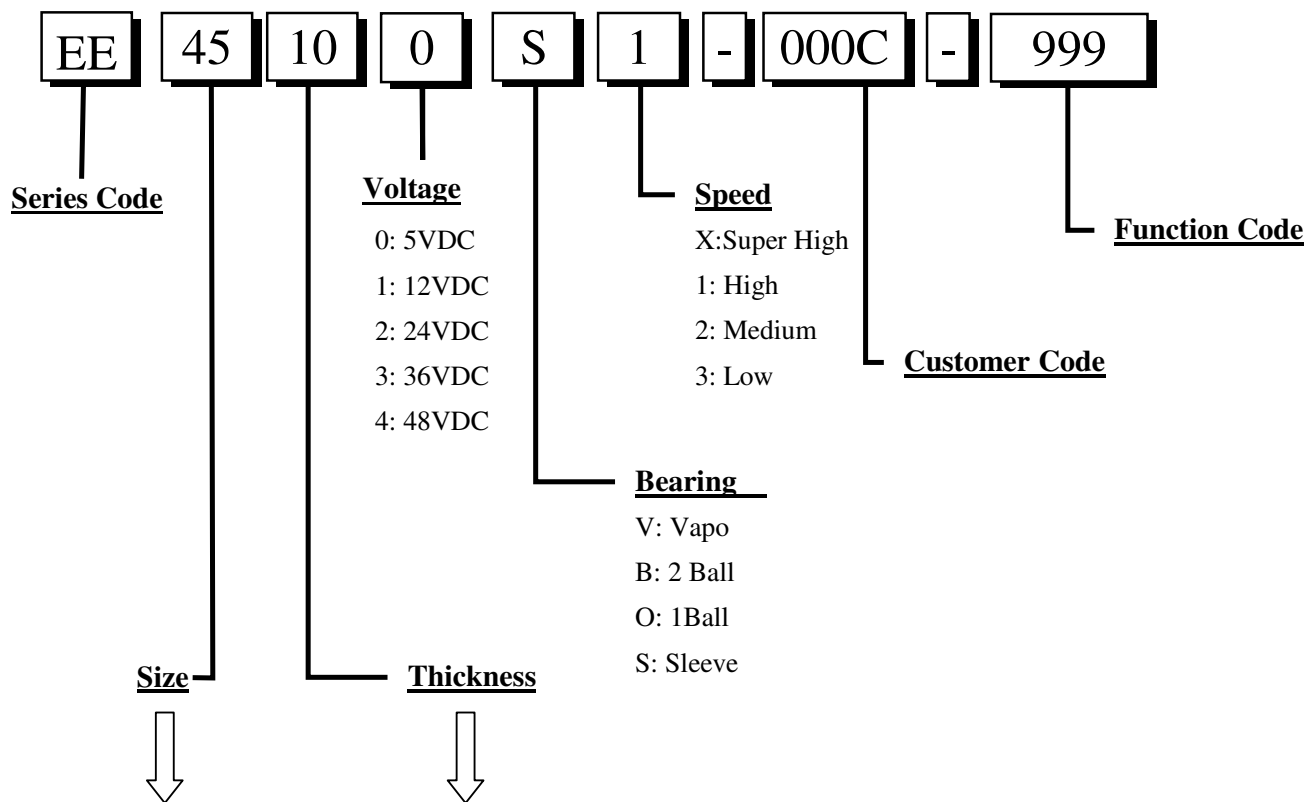 EE 45 10 0 S 1 - 000C - 999
Series Code
Voltage
0: 5VDC
1: 12VDC
2: 24VDC
3: 36VDC
4: 48VDC
Speed
X:Super High
1: High
2: Medium
3: Low
Function Code
Customer Code
Bearing
V: Vapo
B: 2 Ball
O: 1Ball
S: Sleeve
Size
Thickness